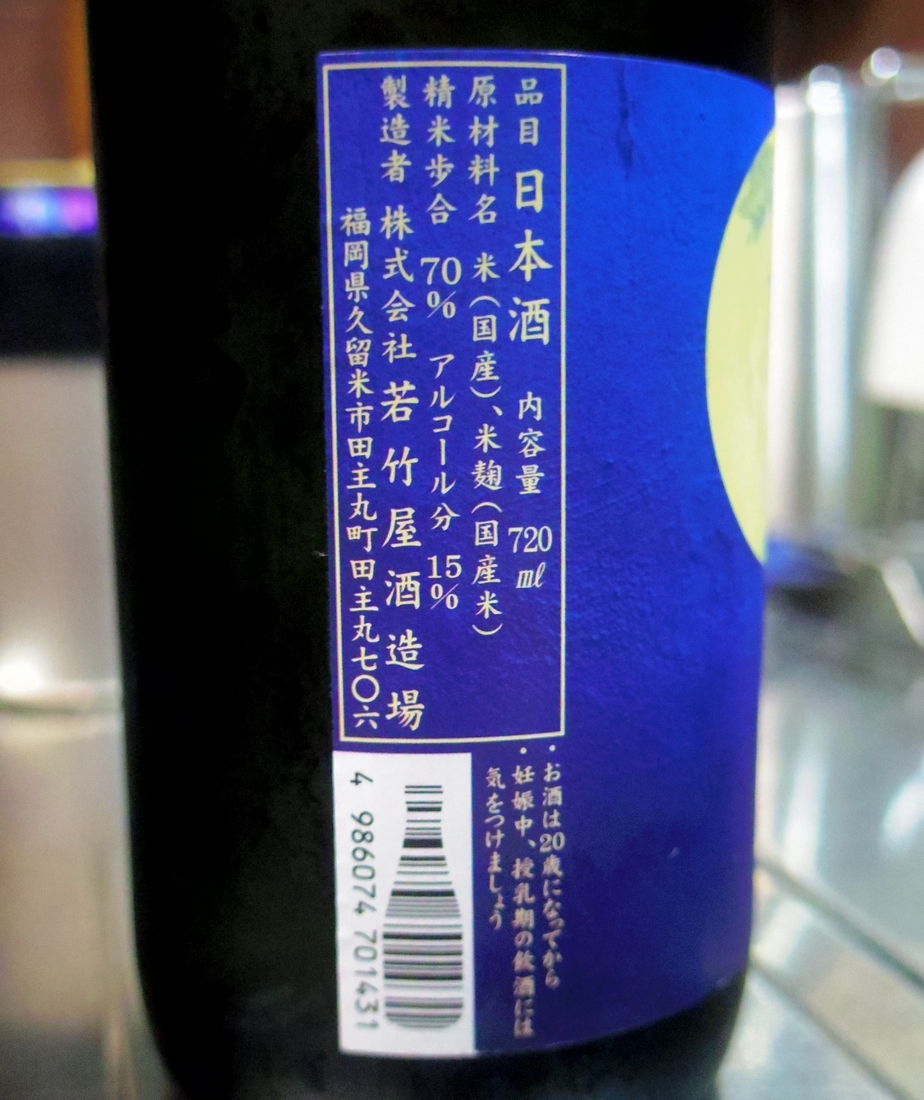 品目 日本酒 内容量 720㎖
原材料名 米(国産)、米麹(国産米)
精米歩合 70% アルコール分 15%
製造者 株式会社 若竹屋酒造場
福岡県久留米市田主丸町田主丸七〇六
・お酒は20歳になってから
・妊娠中、授乳期の飲酒には
気をつけましょう
4 986074 701431